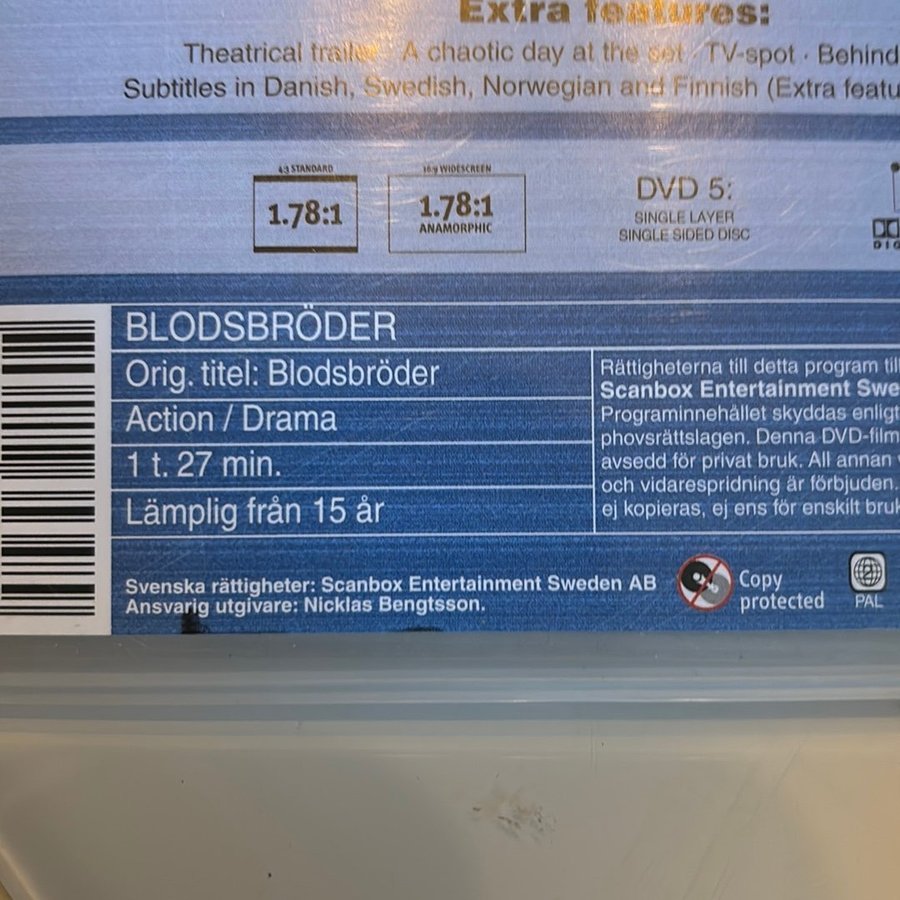 Extra features:
Theatrical trailer · A chaotic day at the set · TV-spot · Behind
Subtitles in Danish, Swedish, Norwegian and Finnish (Extra featu
4:3 STANDARD
1.78:1
16:9 WIDESCREEN
1.78:1
ANAMORPHIC
DVD 5:
SINGLE LAYER
SINGLE SIDED DISC
DIG
BLODSBRÖDER
Orig. titel: Blodsbröder
Action / Drama
1 t. 27 min.
Lämplig från 15 år
Rättigheterna till detta program till
Scanbox Entertainment Swe
Programinnehållet skyddas enligt
phovsrättslagen. Denna DVD-film
avsedd för privat bruk. All annan
och vidarespridning är förbjuden.
ej kopieras, ej ens för enskilt bruk
Svenska rättigheter: Scanbox Entertainment Sweden AB
Ansvarig utgivare: Nicklas Bengtsson.
Copy
protected
PAL